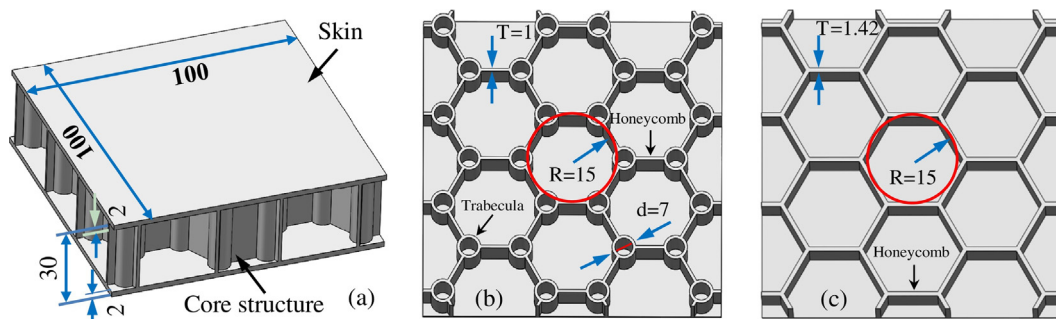 Skin
100
100
2
30
2
Core structure
(a)
T=1
Honeycomb
R=15
Trabecula
d=7
(b)
T=1.42
R=15
Honeycomb
(c)